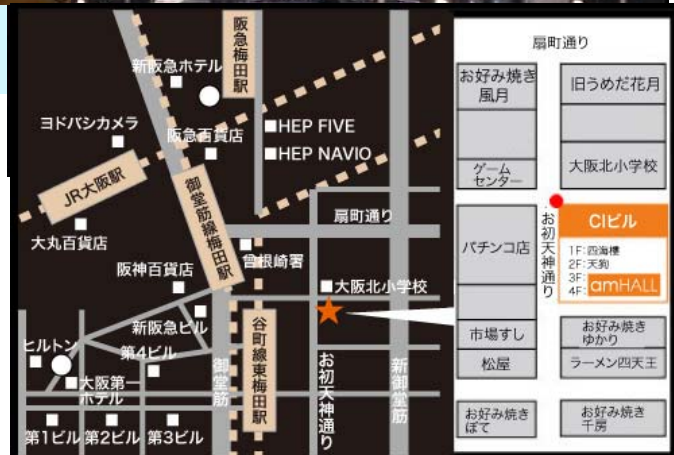 阪急梅田駅
新阪急ホテル
ヨドバシカメラ
阪急百貨店
HEP FIVE
HEP NAVIO
JR大阪駅
御堂筋線梅田駅
大丸百貨店
扇町通り
曽根崎署
阪神百貨店
大阪北小学校
新阪急ビル
ヒルトン
第4ビル
谷町線東梅田駅
大阪第一
ホテル
御堂筋
お初天神通り
新御堂筋
第1ビル
第2ビル
第3ビル
扇町通り
お好み焼き
風月
旧うめだ花月
ゲーム
センター
大阪北小学校
お初天神通り
パチンコ店
CIビル
1F:四海樓
2F:天狗
3F:
4F:
amHALL
市場すし
お好み焼き
ゆかり
松屋
ラーメン四天王
お好み焼き
ぼて
お好み焼き
千房